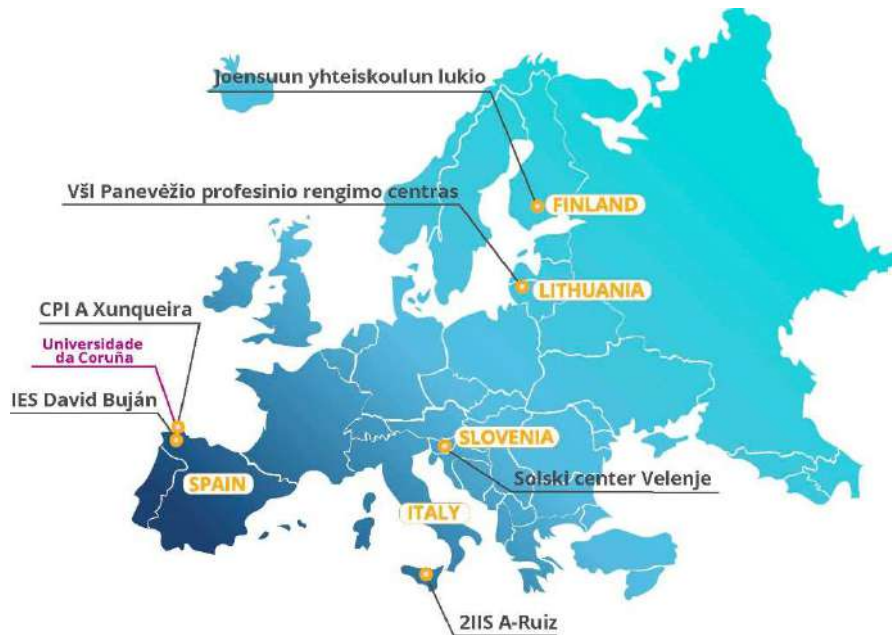 Joensuun yhteiskoulun lukio
VšI Panevėžio profesinio rengimo centras
FINLAND
LITHUANIA
CPI A Xunqueira
Universidade
da Coruña
IES David Buján
SLOVENIA
SPAIN
Solski center Velenje
ITALY
2IIS A-Ruiz